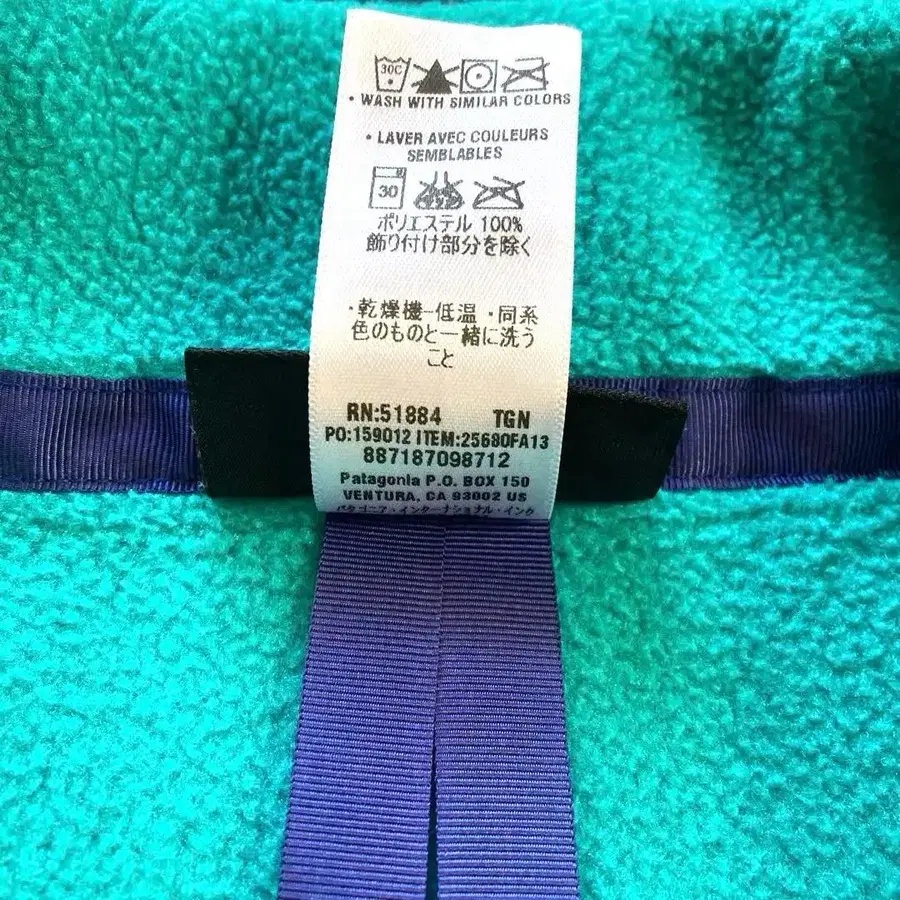 30C
• WASH WITH SIMILAR COLORS
• LAVER AVEC COULEURS
SEMBLABLES
30
ポリエステル 100%
飾り付け部分を除く
・乾燥機-低温 ・同系
色のものと一緒に洗う
こと
RN:51884 TGN
PO:159012 ITEM:25680FA13
887187098712
Patagonia P.O. BOX 150
VENTURA, CA 93002 US
パタゴニア・インターナショナル・インク